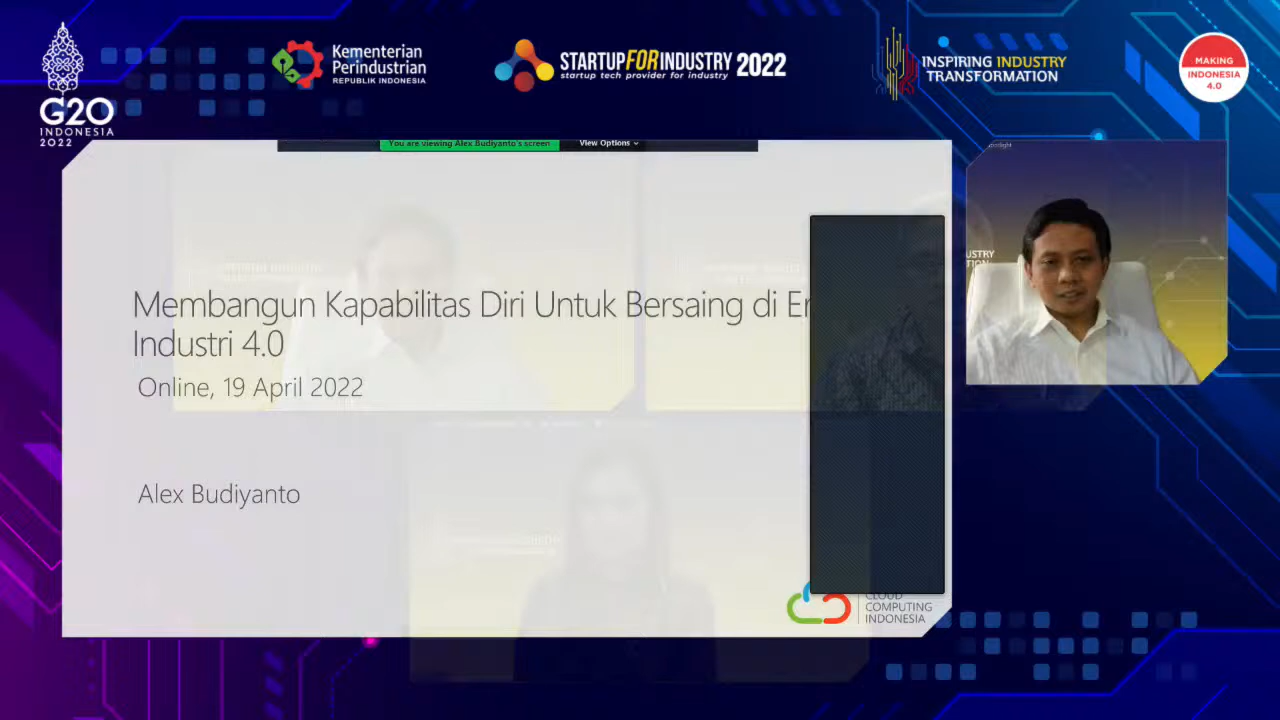 G20
INDONESIA
2022
Kementerian
Perindustrian
REPUBLIK INDONESIA
STARTUPFORINDUSTRY 2022
startup tech provider for industry
INSPIRING INDUSTRY
TRANSFORMATION
MAKING
INDONESIA
4.0
You are viewing Alex Budiyanto's screen
View Options
USTRY
TION
Membangun Kapabilitas Diri Untuk Bersaing di Er
Industri 4.0
Online, 19 April 2022
Alex Budiyanto
CLOUD
COMPUTING
INDONESIA